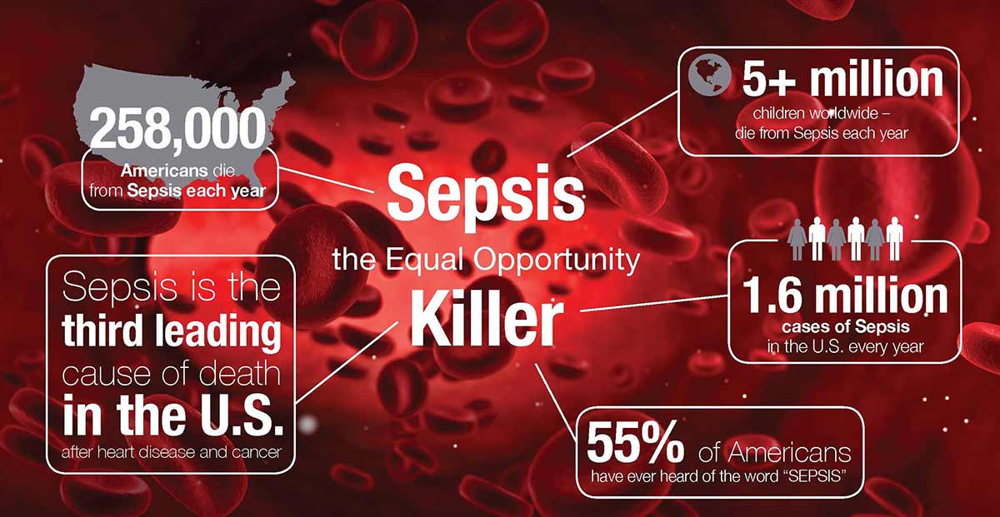 258,000
Americans die
from Sepsis each year
5+ million
children worldwide –
die from Sepsis each year
Sepsis
the Equal Opportunity
Killer
Sepsis is the
third leading
cause of death
in the U.S.
after heart disease and cancer
1.6 million
cases of Sepsis
in the U.S. every year
55% of Americans
have ever heard of the word “SEPSIS”